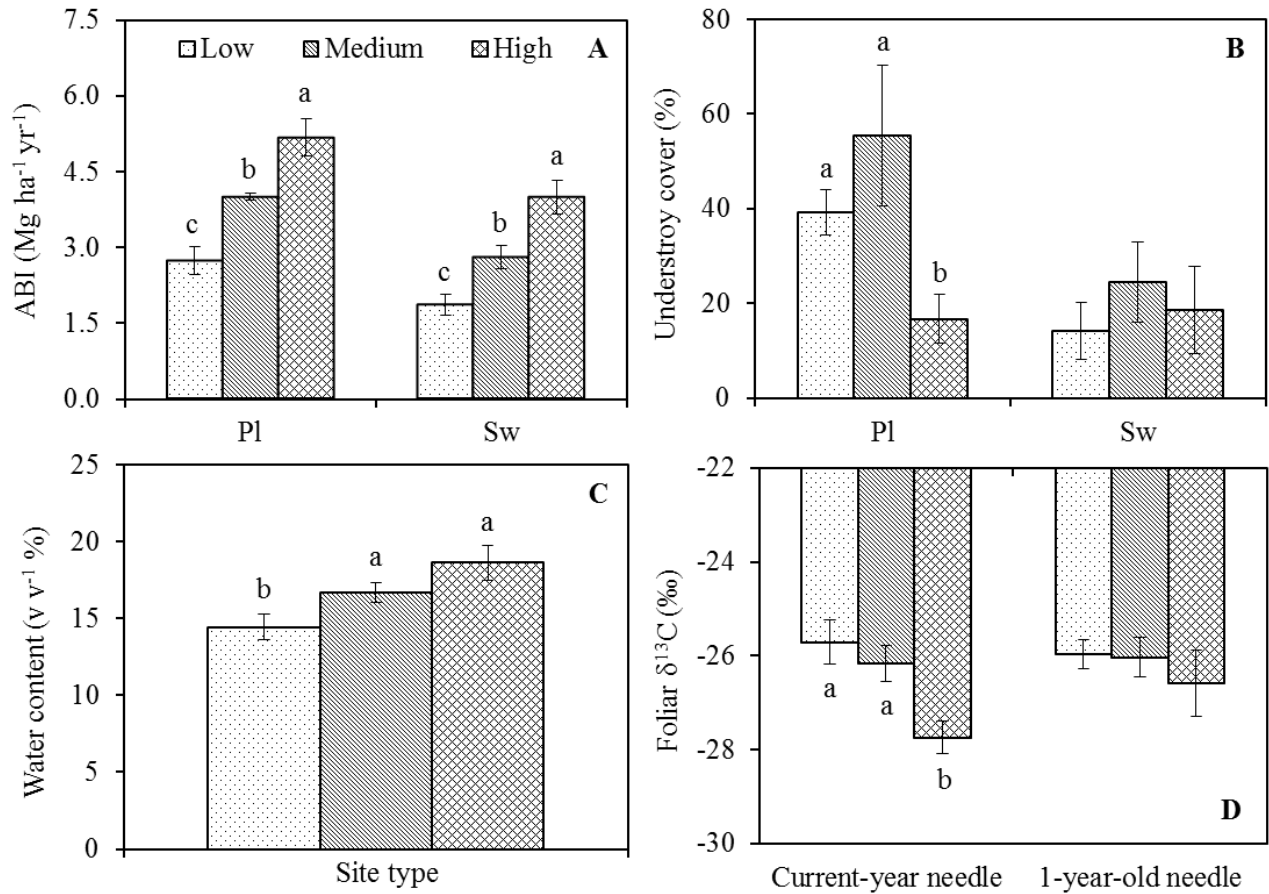 7.5
6.0
4.5
3.0
1.5
0.0
ABI (Mg ha⁻¹ yr⁻¹)
Low Medium High A
c b a c b a
Pl Sw
80
60
40
20
0
Understroy cover (%)
B
a a b
Pl Sw
25
20
15
10
5
0
Water content (v v⁻¹ %)
C
b a a
Site type
-22
-24
-26
-28
-30
Foliar δ¹³C (‰)
a a b
D
Current-year needle 1-year-old needle